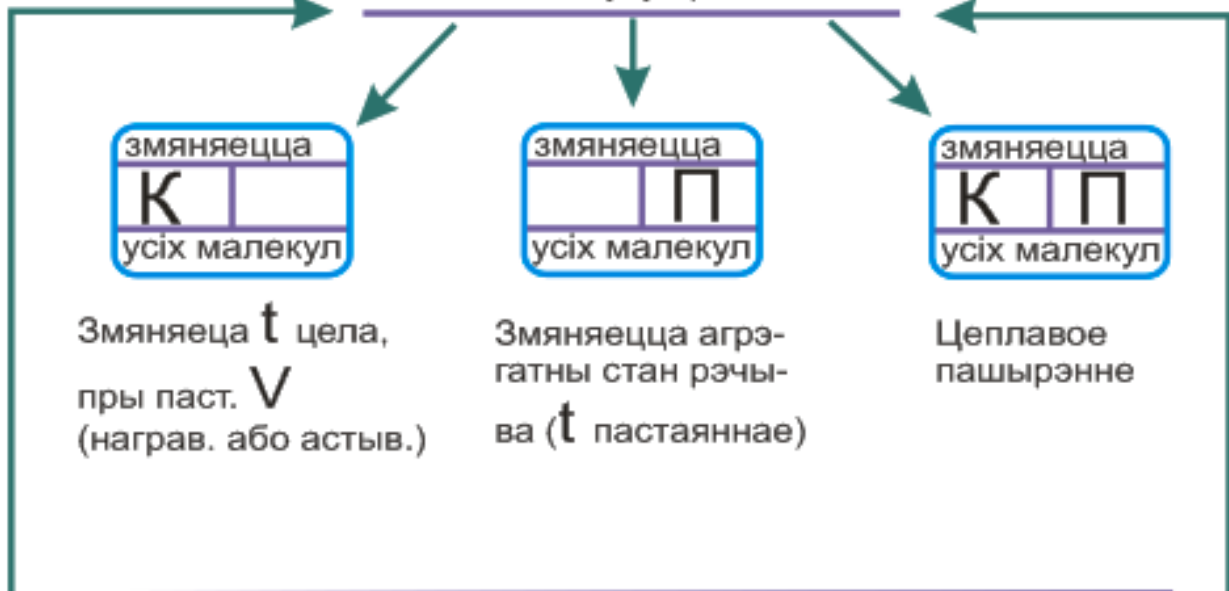 змяняецца
К
усіх малекул
змяняецца
П
усіх малекул
змяняецца
К П
усіх малекул
Змяняеца t цела,
пры паст. V
(награв. або астыв.)
Змяняецца агрэ-
гатны стан рэчы-
ва (t пастаяннае)
Цеплавое
пашырэнне